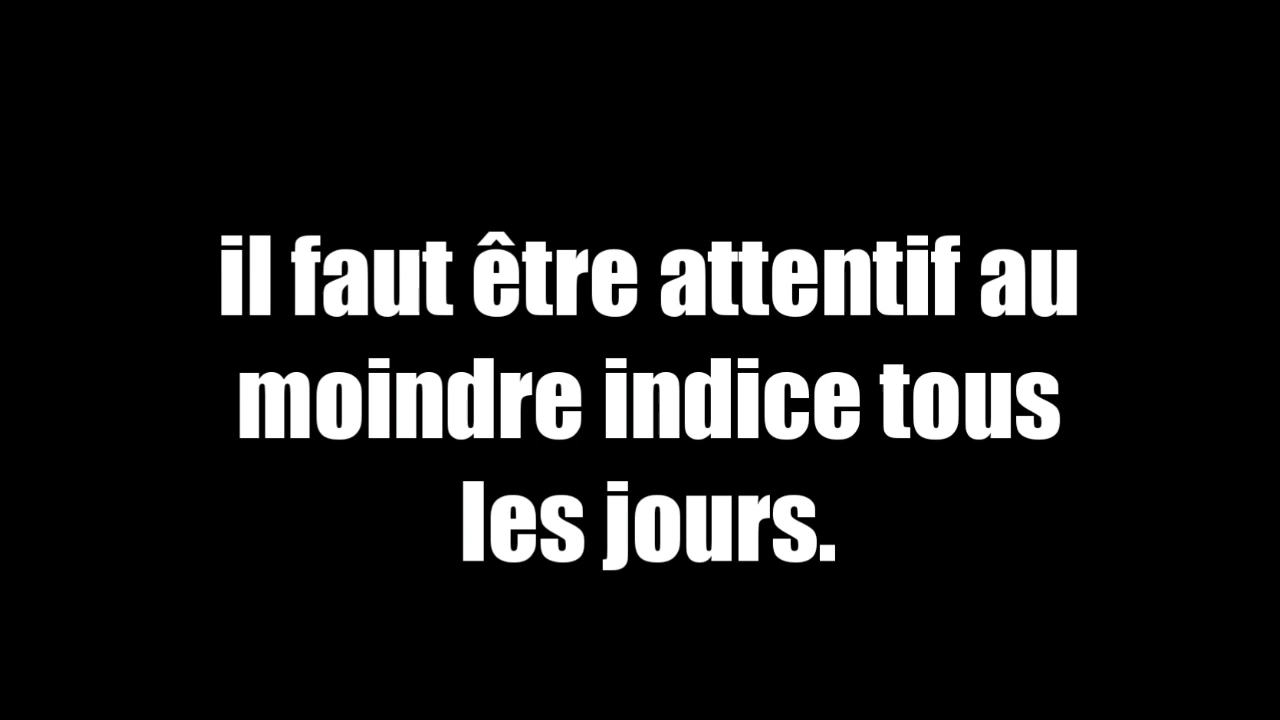 il faut être attentif au
moindre indice tous
les jours.